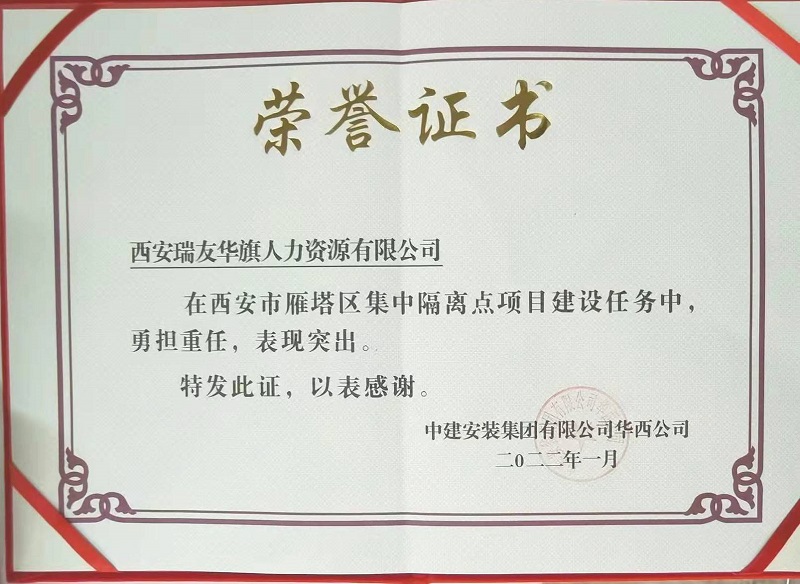 荣誉证书
西安瑞友华旗人力资源有限公司
在西安市雁塔区集中隔离点项目建设任务中，
勇担重任，表现突出。
特发此证，以表感谢。
中建安装集团有限公司华西公司
二〇二二年一月